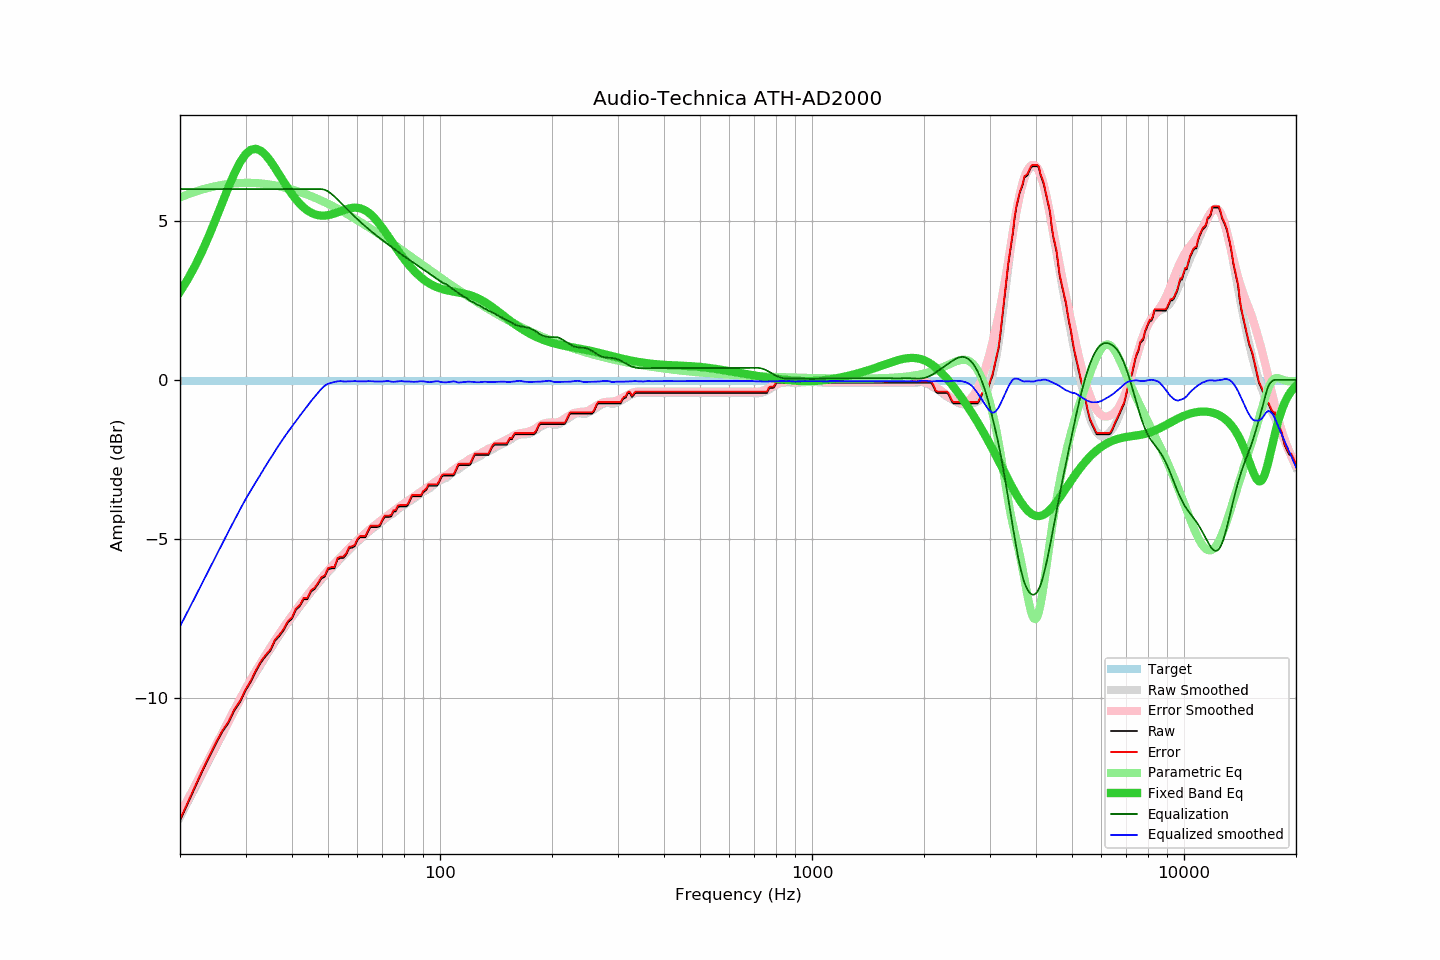 Audio-Technica ATH-AD2000
5
0
−5
−10
Amplitude (dBr)
100
1000
10000
Frequency (Hz)
Target
Raw Smoothed
Error Smoothed
Raw
Error
Parametric Eq
Fixed Band Eq
Equalization
Equalized smoothed